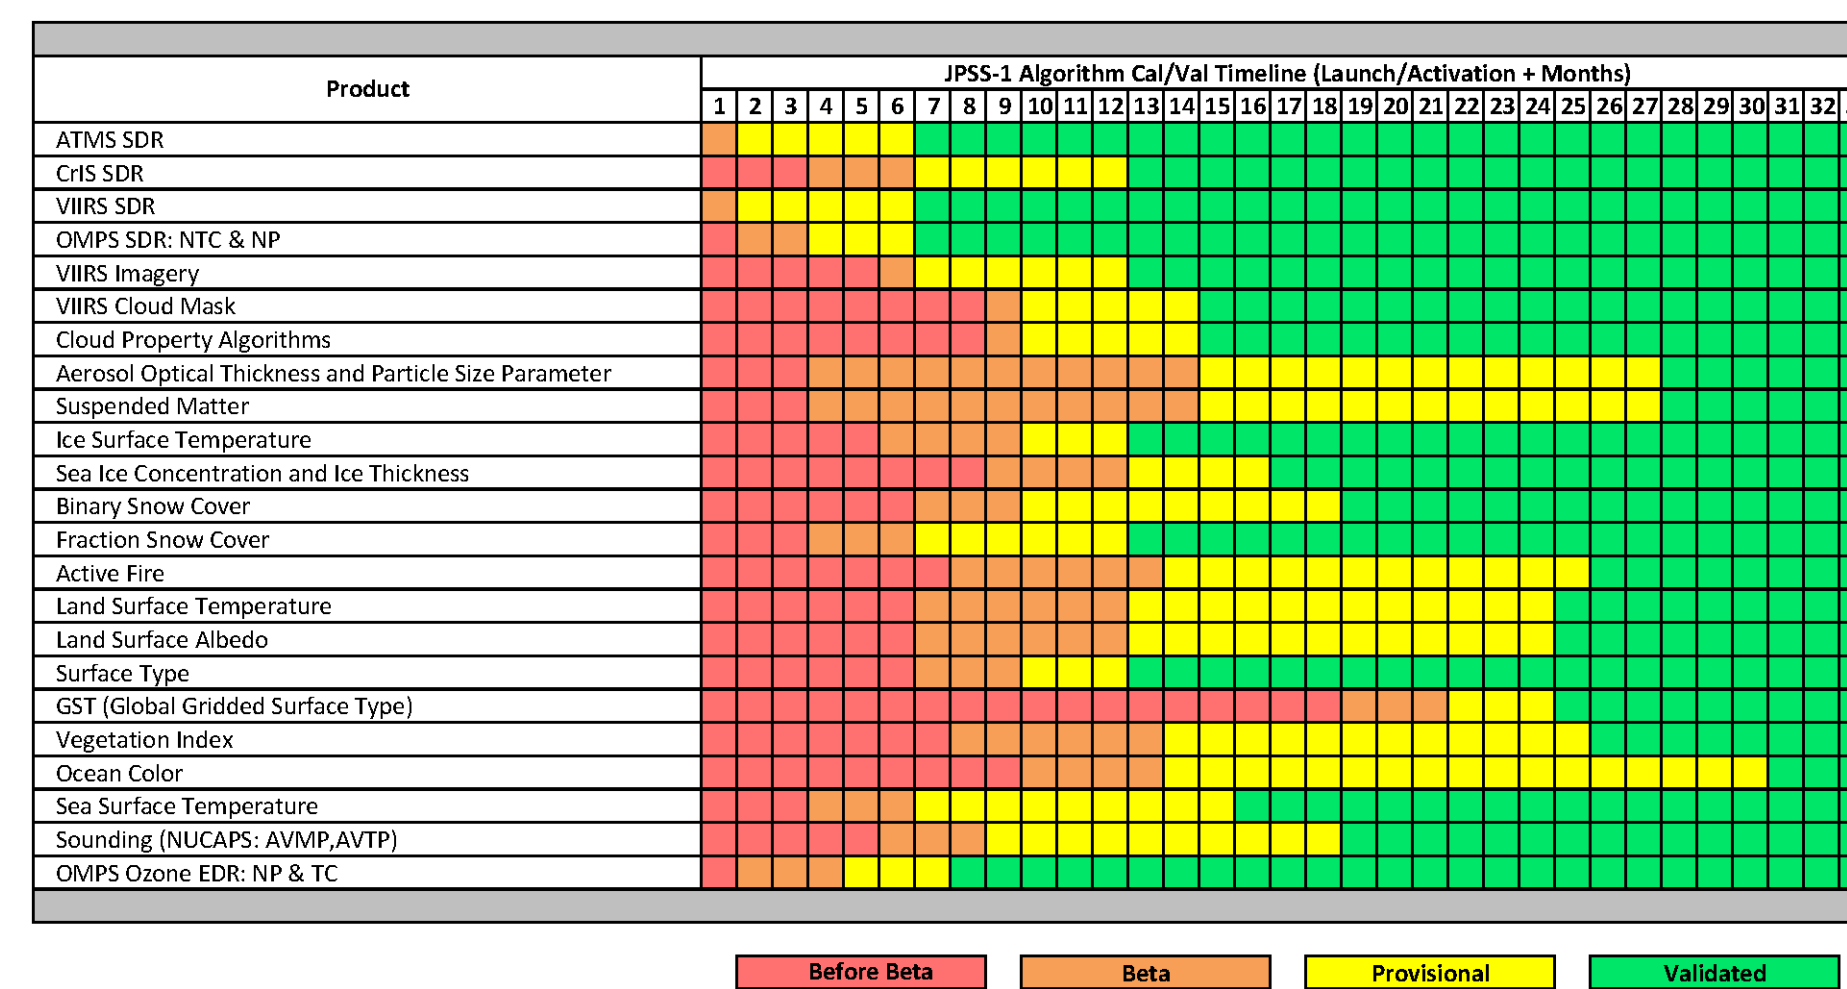 Product
JPSS-1 Algorithm Cal/Val Timeline (Launch/Activation + Months)
1 2 3 4 5 6 7 8 9 10 11 12 13 14 15 16 17 18 19 20 21 22 23 24 25 26 27 28 29 30 31 32
ATMS SDR
CrIS SDR
VIIRS SDR
OMPS SDR: NTC & NP
VIIRS Imagery
VIIRS Cloud Mask
Cloud Property Algorithms
Aerosol Optical Thickness and Particle Size Parameter
Suspended Matter
Ice Surface Temperature
Sea Ice Concentration and Ice Thickness
Binary Snow Cover
Fraction Snow Cover
Active Fire
Land Surface Temperature
Land Surface Albedo
Surface Type
GST (Global Gridded Surface Type)
Vegetation Index
Ocean Color
Sea Surface Temperature
Sounding (NUCAPS: AVMP,AVTP)
OMPS Ozone EDR: NP & TC
Before Beta Beta Provisional Validated